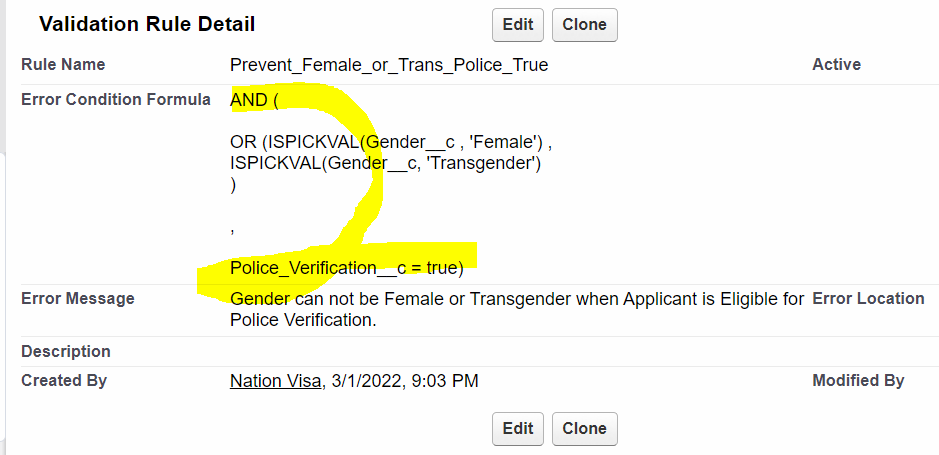 Validation Rule Detail
Edit
Clone
Rule Name
Prevent_Female_or_Trans_Police_True
Active
Error Condition Formula
AND (
OR (ISPICKVAL(Gender__c , 'Female') ,
ISPICKVAL(Gender__c, 'Transgender')
)
,
Police_Verification__c = true)
Error Message
Gender can not be Female or Transgender when Applicant is Eligible for
Police Verification.
Error Location
Description
Created By
Nation Visa, 3/1/2022, 9:03 PM
Modified By
Edit
Clone